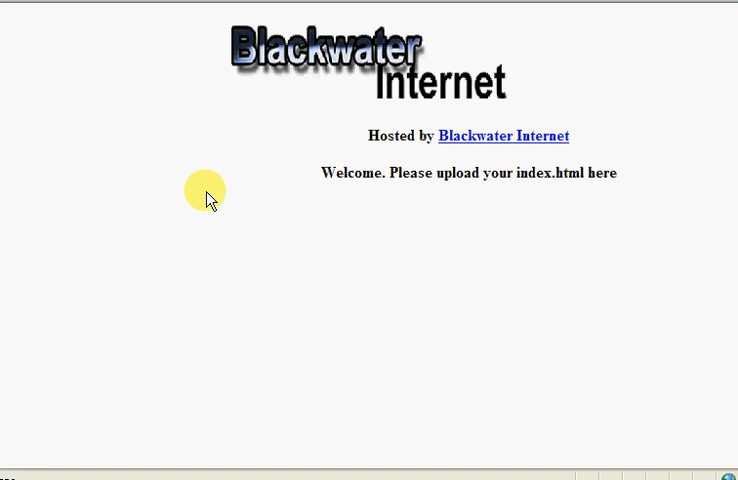 Blackwater
Internet
Hosted by Blackwater Internet
Welcome. Please upload your index.html here